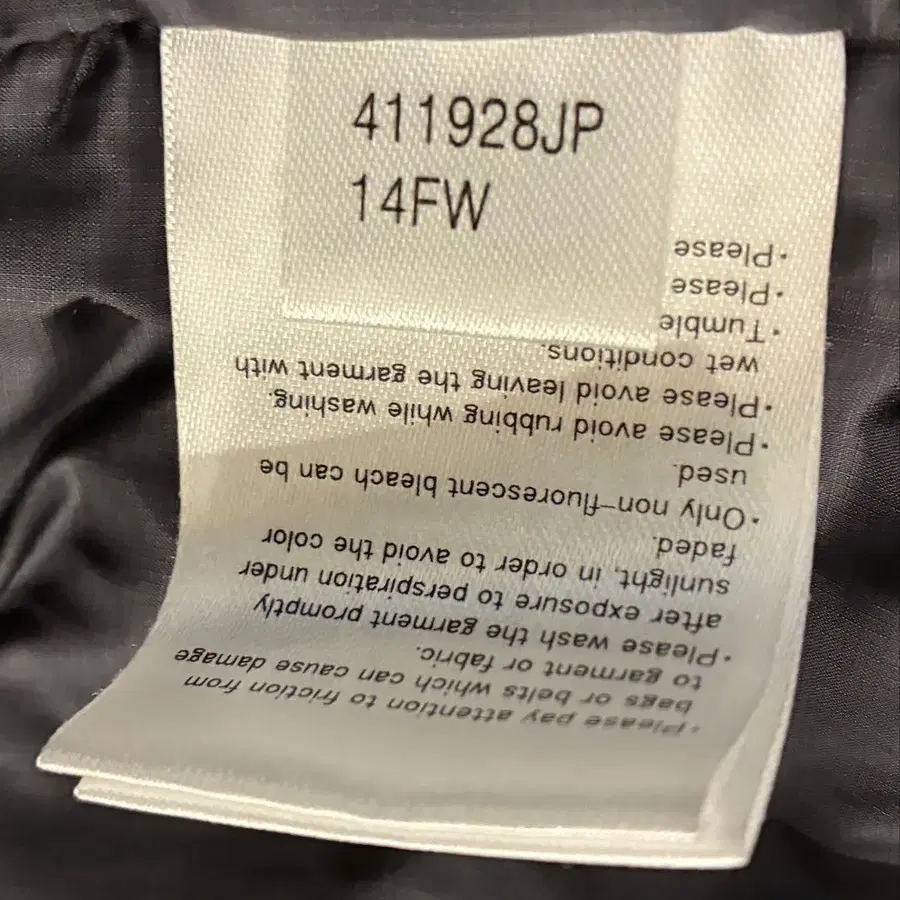 411928JP
14FW
•Please pay attention to friction from
bags or belts which can cause damage
to garment or fabric.
•Please wash the garment promptly
after exposure to perspiration under
sunlight, in order to avoid the color
faded.
•Only non-fluorescent bleach can be
used.
•Please avoid rubbing while washing.
•Please avoid leaving the garment with
wet conditions.
•Tumble
•Please
•Please